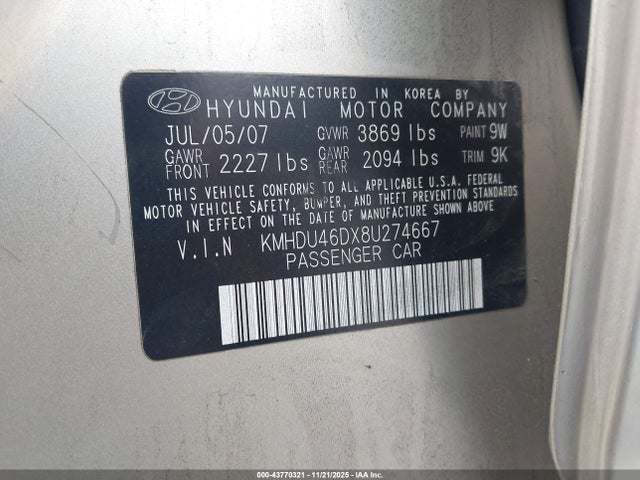 MANUFACTURED IN KOREA BY
HYUNDAI MOTOR COMPANY
JUL/05/07 GVWR 3869 lbs PAINT 9W
GAWR FRONT 2227 lbs GAWR REAR 2094 lbs TRIM 9K
THIS VEHICLE CONFORMS TO ALL APPLICABLE U.S.A. FEDERAL
MOTOR VEHICLE SAFETY, BUMPER, AND THEFT PREVENTION STANDARDS
IN EFFECT ON THE DATE OF MANUFACTURE SHOWN ABOVE.
V.I.N KMHDU46DX8U274667
PASSENGER CAR
000-43770321 - 11/21/2025 - IAA Inc.